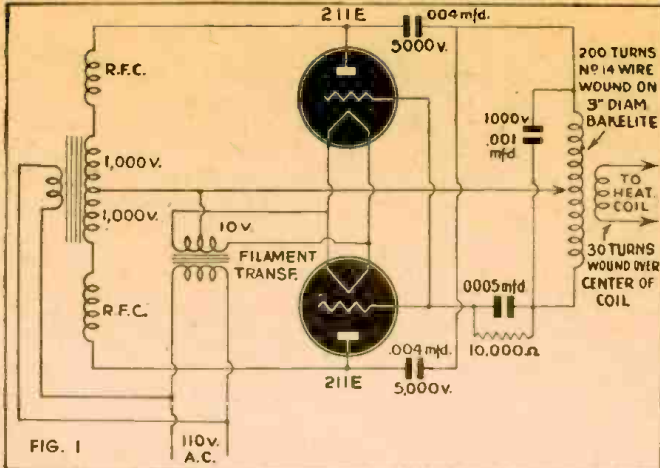 211E
.004 mfd.
5000 v.
R.F.C.
200 TURNS
Nº 14 WIRE
WOUND ON
3" DIAM.
BAKELITE
1000 v
.001
mfd.
1,000 v.
1,000 v.
TO
HEAT.
COIL
10 v.
FILAMENT
TRANSF.
30 TURNS
WOUND OVER
CENTER OF
COIL
R.F.C.
.0005 mfd.
10,000 Ω
.004 mfd.
5,000 v.
211E
FIG. 1
110 v.
A.C.